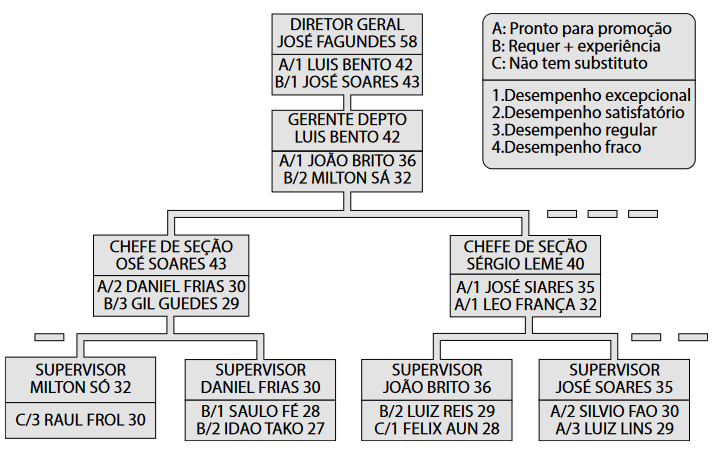 DIRETOR GERAL
JOSÉ FAGUNDES 58
A/1 LUIS BENTO 42
B/1 JOSÉ SOARES 43
A: Pronto para promoção
B: Requer + experiência
C: Não tem substituto
1.Desempenho excepcional
2.Desempenho satisfatório
3.Desempenho regular
4.Desempenho fraco
GERENTE DEPTO
LUIS BENTO 42
A/1 JOÃO BRITO 36
B/2 MILTON SÁ 32
CHEFE DE SEÇÃO
OSÉ SOARES 43
A/2 DANIEL FRIAS 30
B/3 GIL GUEDES 29
CHEFE DE SEÇÃO
SÉRGIO LEME 40
A/1 JOSÉ SIARES 35
A/1 LEO FRANÇA 32
SUPERVISOR
MILTON SÓ 32
C/3 RAUL FROL 30
SUPERVISOR
DANIEL FRIAS 30
B/1 SAULO FÉ 28
B/2 IDAO TAKO 27
SUPERVISOR
JOÃO BRITO 36
B/2 LUIZ REIS 29
C/1 FELIX AUN 28
SUPERVISOR
JOSÉ SOARES 35
A/2 SILVIO FAO 30
A/3 LUIZ LINS 29